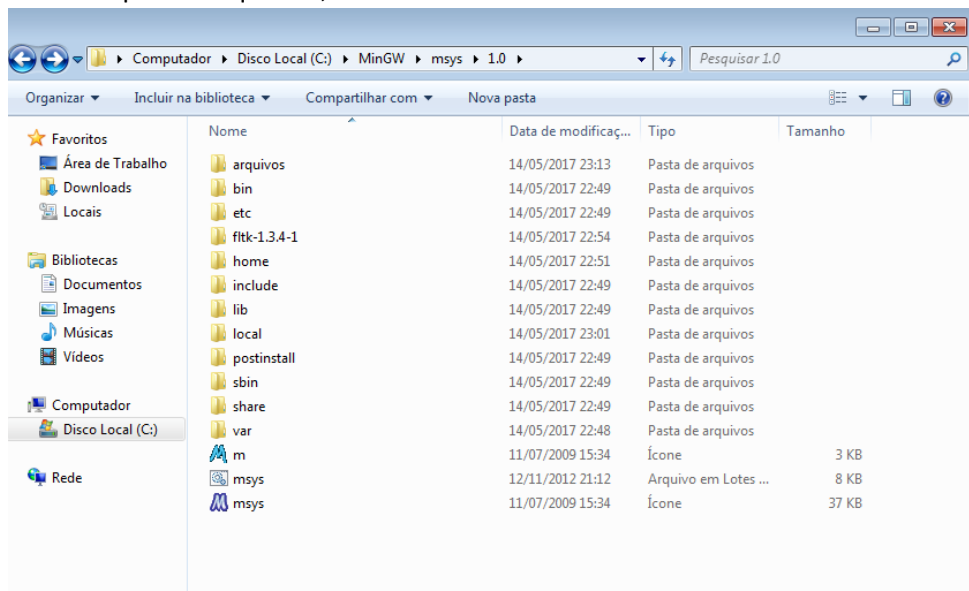 Computador Disco Local (C:) MinGW msys 1.0 Pesquisar 1.0
Organizar Incluir na biblioteca Compartilhar com Nova pasta
Favoritos
Área de Trabalho
Downloads
Locais
Bibliotecas
Documentos
Imagens
Músicas
Vídeos
Computador
Disco Local (C:)
Rede
Nome Data de modificaç... Tipo Tamanho
arquivos 14/05/2017 23:13 Pasta de arquivos
bin 14/05/2017 22:49 Pasta de arquivos
etc 14/05/2017 22:49 Pasta de arquivos
fltk-1.3.4-1 14/05/2017 22:54 Pasta de arquivos
home 14/05/2017 22:51 Pasta de arquivos
include 14/05/2017 22:49 Pasta de arquivos
lib 14/05/2017 22:49 Pasta de arquivos
local 14/05/2017 23:01 Pasta de arquivos
postinstall 14/05/2017 22:49 Pasta de arquivos
sbin 14/05/2017 22:49 Pasta de arquivos
share 14/05/2017 22:49 Pasta de arquivos
var 14/05/2017 22:48 Pasta de arquivos
m 11/07/2009 15:34 Ícone 3 KB
msys 12/11/2012 21:12 Arquivo em Lotes ... 8 KB
msys 11/07/2009 15:34 Ícone 37 KB